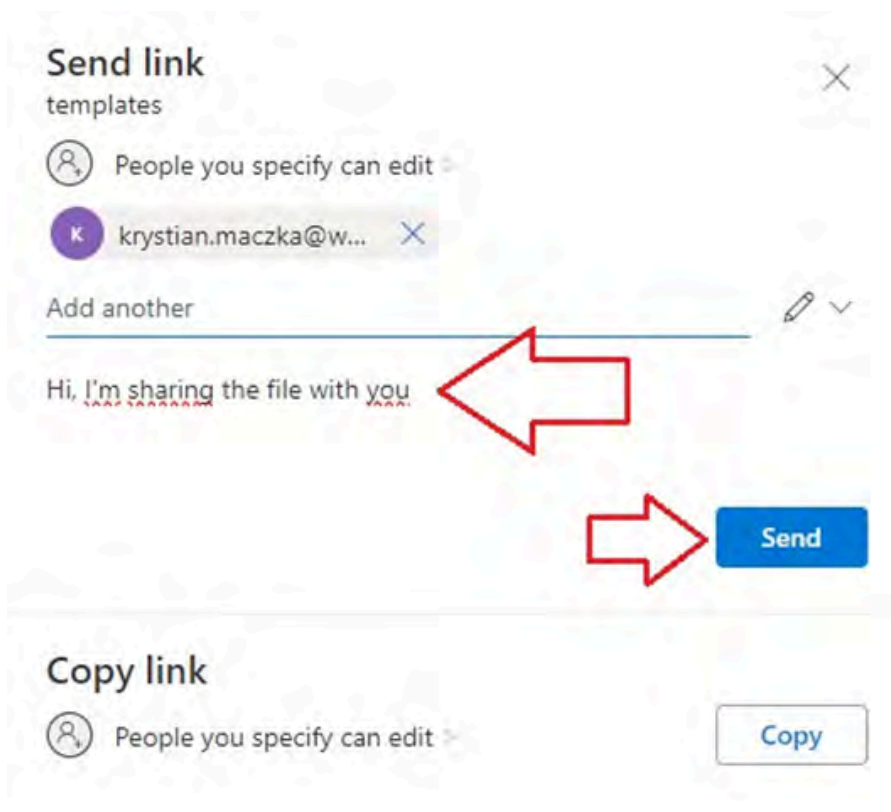 Send link
templates
People you specify can edit >
K krystian.maczka@w...
Add another
Hi, I'm sharing the file with you
Send
Copy link
People you specify can edit >
Copy